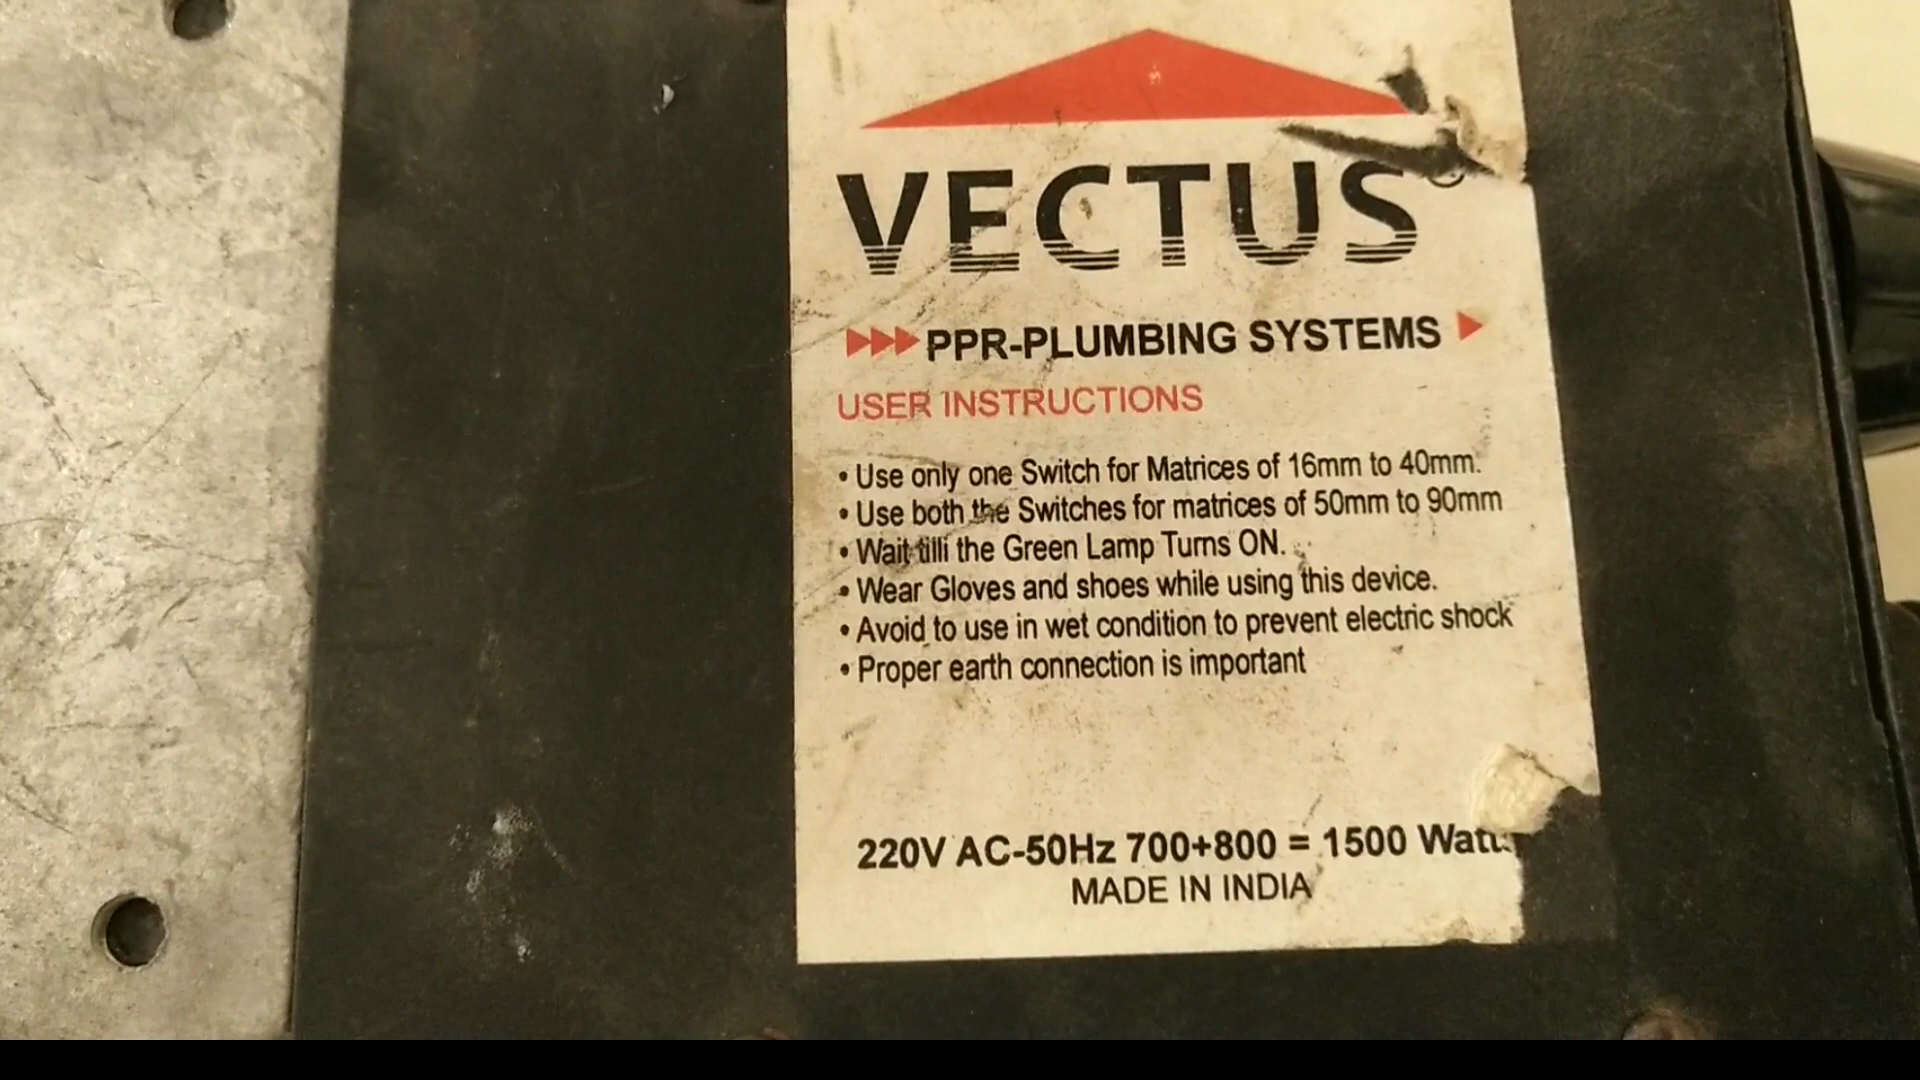 VECTUS®
PPR-PLUMBING SYSTEMS
USER INSTRUCTIONS
• Use only one Switch for Matrices of 16mm to 40mm.
• Use both the Switches for matrices of 50mm to 90mm
• Wait tilli the Green Lamp Turns ON.
• Wear Gloves and shoes while using this device.
• Avoid to use in wet condition to prevent electric shock
• Proper earth connection is important
220V AC-50Hz 700+800 = 1500 Watts
MADE IN INDIA